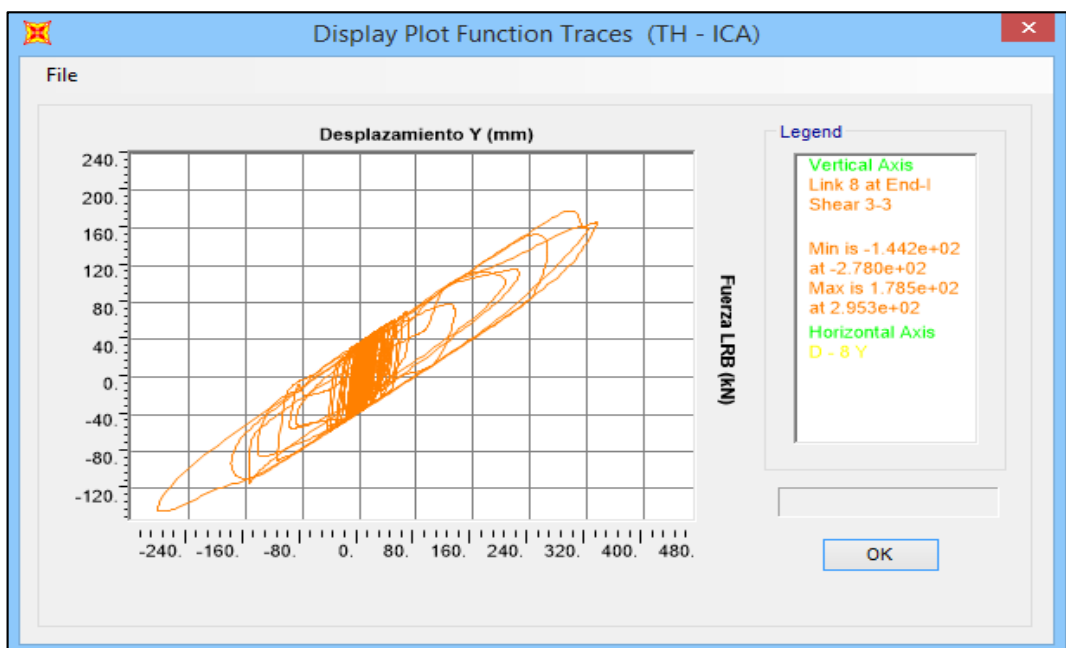 Display Plot Function Traces (TH - ICA)
File
Desplazamiento Y (mm)
240.
200.
160.
120.
80.
40.
0.
-40.
-80.
-120.
-240. -160. -80. 0. 80. 160. 240. 320. 400. 480.
Fuerza LRB (kN)
Legend
Vertical Axis
Link 8 at End-I
Shear 3-3
Min is -1.442e+02
at -2.780e+02
Max is 1.785e+02
at 2.953e+02
Horizontal Axis
D - 8 Y
OK